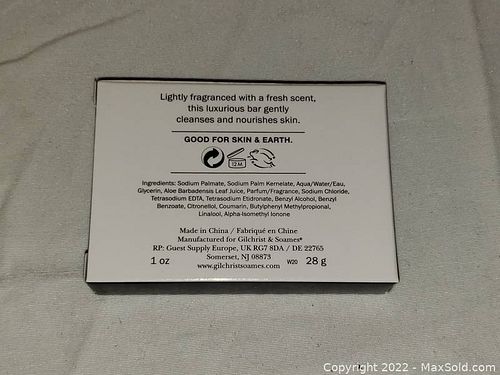 Lightly fragranced with a fresh scent,
this luxurious bar gently
cleanses and nourishes skin.
GOOD FOR SKIN & EARTH.
12 M
Ingredients: Sodium Palmate, Sodium Palm Kernelate, Aqua/Water/Eau,
Glycerin, Aloe Barbadensis Leaf Juice, Parfum/Fragrance, Sodium Chloride,
Tetrasodium EDTA, Tetrasodium Etidronate, Benzyl Alcohol, Benzyl
Benzoate, Citronellol, Coumarin, Butylphenyl Methylpropional,
Linalool, Alpha-Isomethyl Ionone
Made in China / Fabriqué en Chine
Manufactured for Gilchrist & Soames®
RP: Guest Supply Europe, UK RG7 8DA / DE 22765
Somerset, NJ 08873
1 oz www.gilchristsoames.com W20 28 g
Copyright 2022 - MaxSold.com